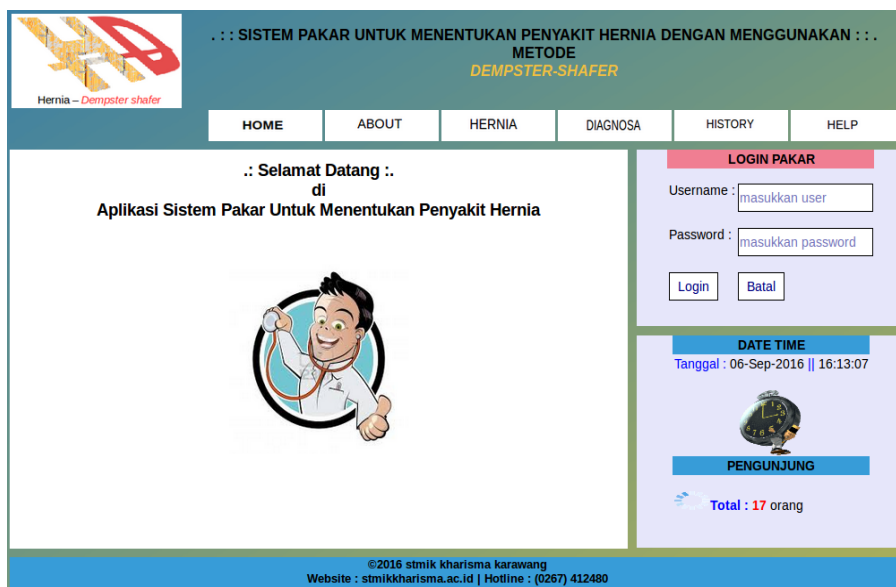 . : : SISTEM PAKAR UNTUK MENENTUKAN PENYAKIT HERNIA DENGAN MENGGUNAKAN : : .
METODE
DEMPSTER-SHAFER
Hernia – Dempster shafer
HOME
ABOUT
HERNIA
DIAGNOSA
HISTORY
HELP
.: Selamat Datang :.
di
Aplikasi Sistem Pakar Untuk Menentukan Penyakit Hernia
LOGIN PAKAR
Username : masukkan user
Password : masukkan password
Login
Batal
DATE TIME
Tanggal : 06-Sep-2016 || 16:13:07
PENGUNJUNG
Total : 17 orang
©2016 stmik kharisma karawang
Website : stmikkharisma.ac.id | Hotline : (0267) 412480